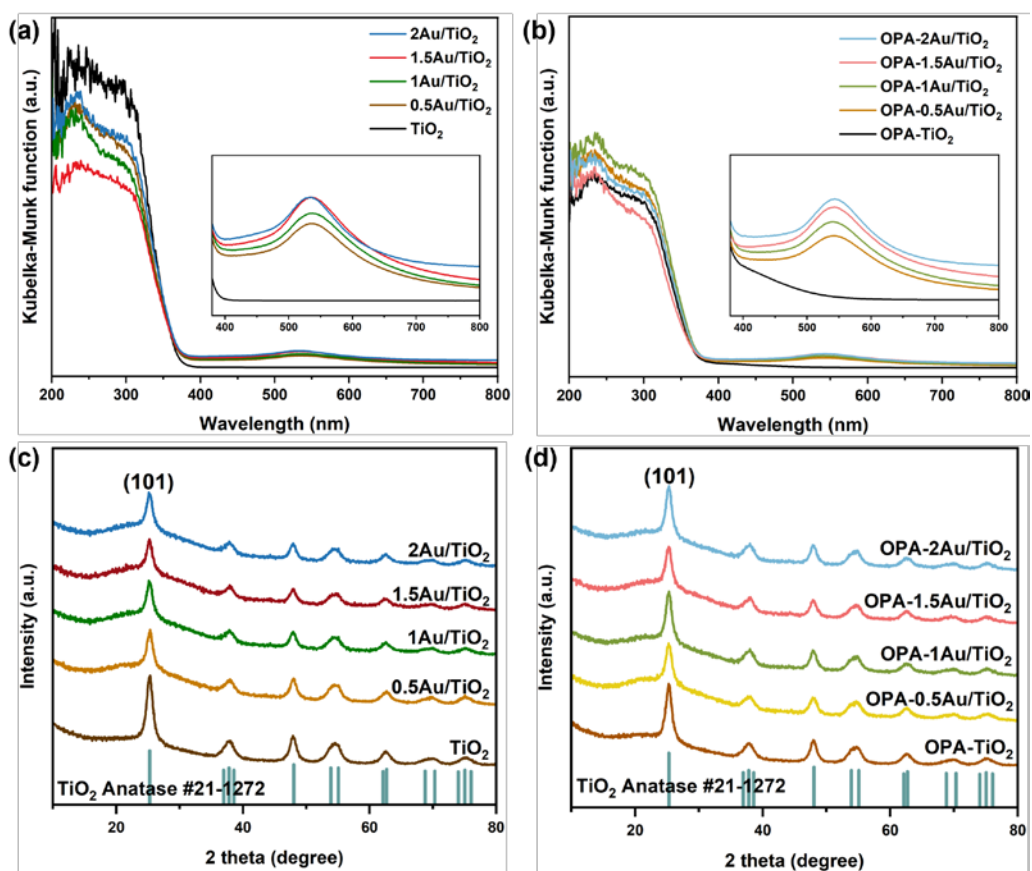 (a)
Kubelka-Munk function (a.u.)
2Au/TiO₂
1.5Au/TiO₂
1Au/TiO₂
0.5Au/TiO₂
TiO₂
400 500 600 700 800
200 300 400 500 600 700 800
Wavelength (nm)
(b)
Kubelka-Munk function (a.u.)
OPA-2Au/TiO₂
OPA-1.5Au/TiO₂
OPA-1Au/TiO₂
OPA-0.5Au/TiO₂
OPA-TiO₂
400 500 600 700 800
200 300 400 500 600 700 800
Wavelength (nm)
(c)
Intensity (a.u.)
(101)
2Au/TiO₂
1.5Au/TiO₂
1Au/TiO₂
0.5Au/TiO₂
TiO₂
TiO₂ Anatase #21-1272
20 40 60 80
2 theta (degree)
(d)
Intensity (a.u.)
(101)
OPA-2Au/TiO₂
OPA-1.5Au/TiO₂
OPA-1Au/TiO₂
OPA-0.5Au/TiO₂
OPA-TiO₂
TiO₂ Anatase #21-1272
20 40 60 80
2 theta (degree)